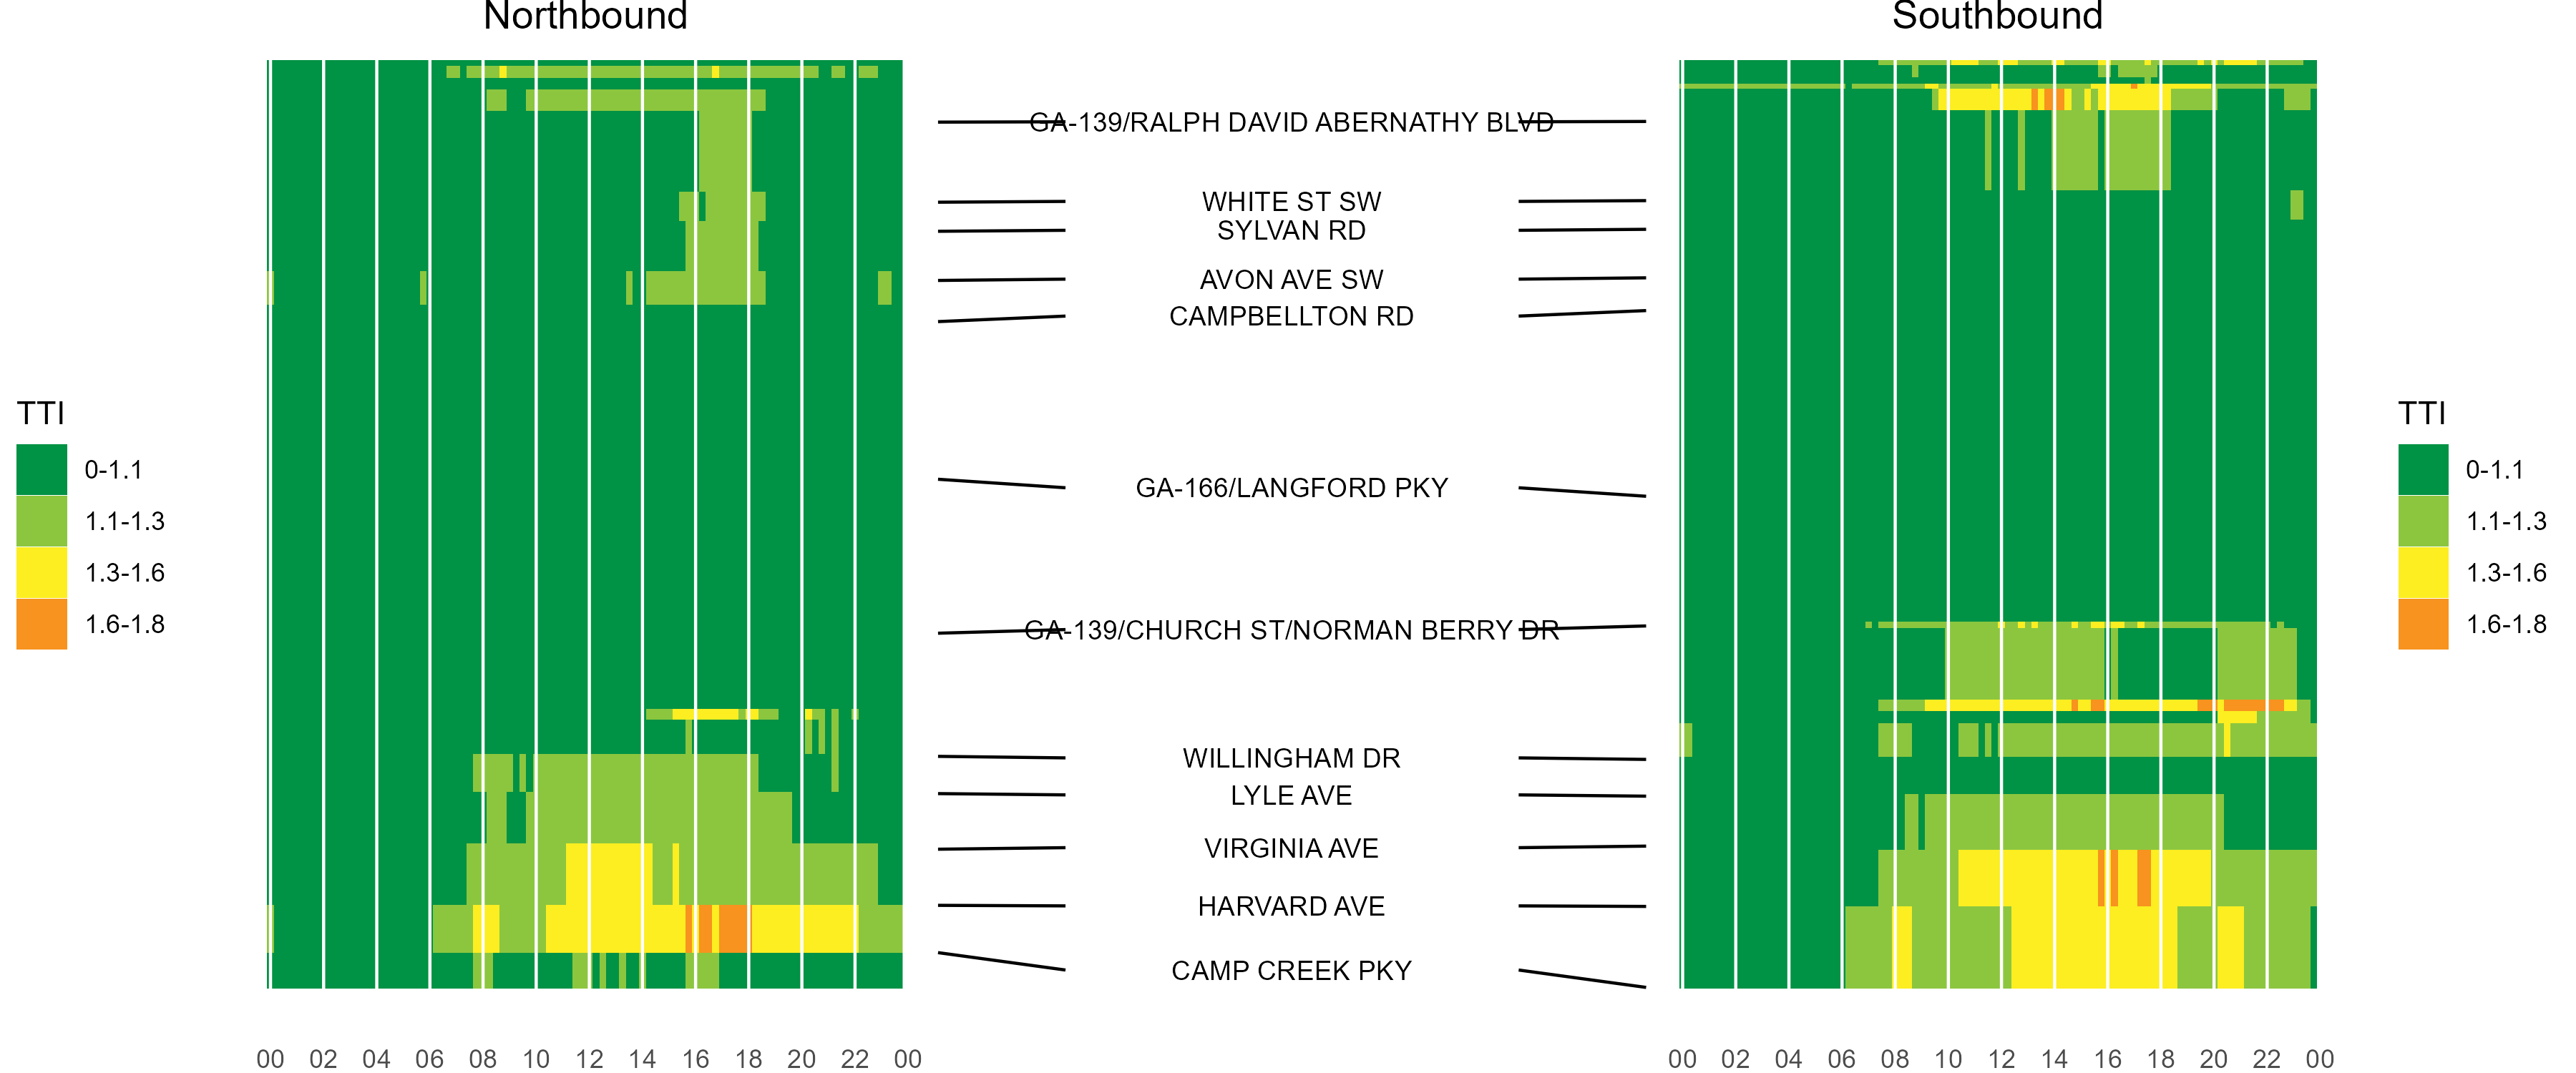 Northbound
Southbound
GA-139/RALPH DAVID ABERNATHY BLVD
WHITE ST SW
SYLVAN RD
AVON AVE SW
CAMPBELLTON RD
GA-166/LANGFORD PKY
GA-139/CHURCH ST/NORMAN BERRY DR
WILLINGHAM DR
LYLE AVE
VIRGINIA AVE
HARVARD AVE
CAMP CREEK PKY
TTI
0-1.1
1.1-1.3
1.3-1.6
1.6-1.8
TTI
0-1.1
1.1-1.3
1.3-1.6
1.6-1.8
00 02 04 06 08 10 12 14 16 18 20 22 00
00 02 04 06 08 10 12 14 16 18 20 22 00